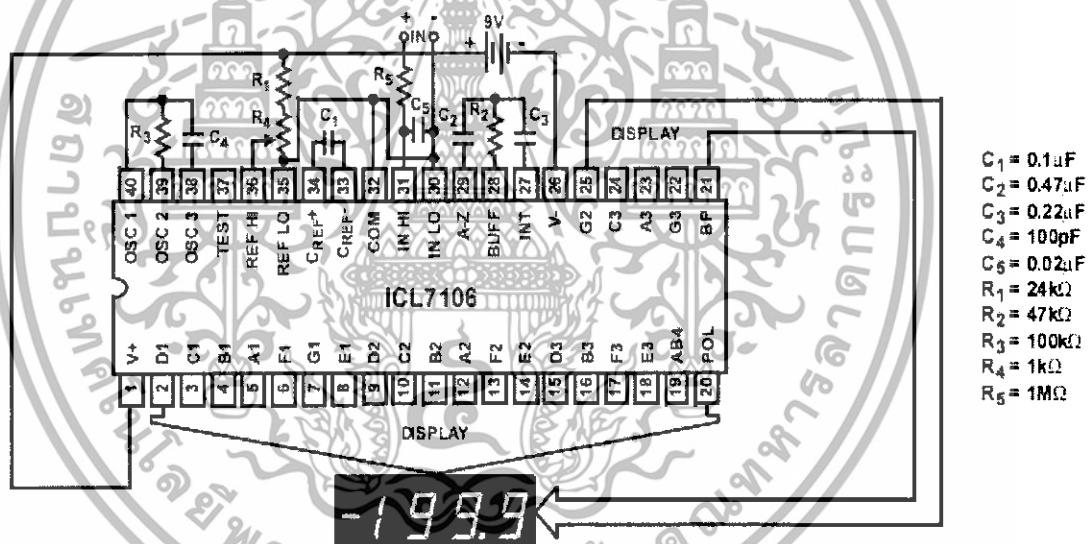 + -
IN
9V
+ -
R5
R4
R3
C4
C1
C5
C2
R2
C3
DISPLAY
40 39 38 37 36 35 34 33 32 31 30 29 28 27 26 25 24 23 22 21
OSC 1
OSC 2
OSC 3
TEST
REF HI
REF LO
CREF+
CREF-
COM
IN HI
IN LO
A-Z
BUFF
INT
V-
G2
C3
A3
G3
BP
ICL7106
V+
D1
C1
B1
A1
F1
G1
E1
D2
C2
B2
A2
F2
E2
D3
B3
F3
E3
AB4
POL
1 2 3 4 5 6 7 8 9 10 11 12 13 14 15 16 17 18 19 20
DISPLAY
-199.9
C1 = 0.1µF
C2 = 0.47µF
C3 = 0.22µF
C4 = 100pF
C5 = 0.02µF
R1 = 24kΩ
R2 = 47kΩ
R3 = 100kΩ
R4 = 1kΩ
R5 = 1MΩ